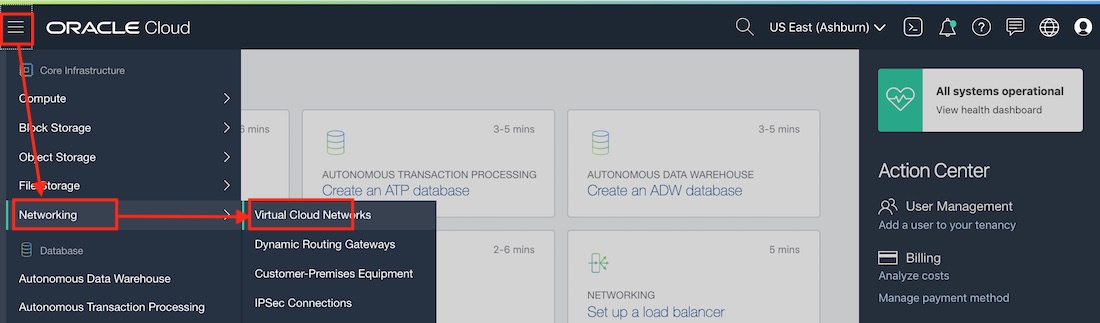 ORACLE Cloud
US East (Ashburn)
Core Infrastructure
Compute
Block Storage
Object Storage
File Storage
Networking
Database
Autonomous Data Warehouse
Autonomous Transaction Processing
Virtual Cloud Networks
Dynamic Routing Gateways
Customer-Premises Equipment
IPSec Connections
6 mins
3-5 mins
AUTONOMOUS TRANSACTION PROCESSING
Create an ATP database
3-5 mins
AUTONOMOUS DATA WAREHOUSE
Create an ADW database
2-6 mins
5 mins
NETWORKING
Set up a load balancer
All systems operational
View health dashboard
Action Center
User Management
Add a user to your tenancy
Billing
Analyze costs
Manage payment method